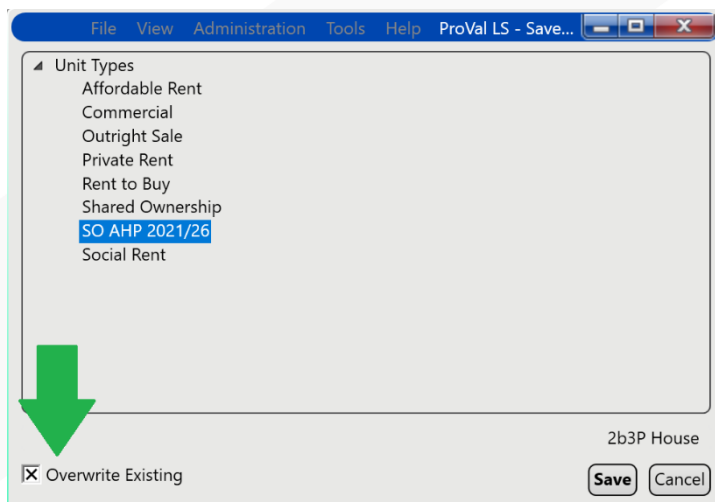 File View Administration Tools Help ProVal LS - Save...
Unit Types
Affordable Rent
Commercial
Outright Sale
Private Rent
Rent to Buy
Shared Ownership
SO AHP 2021/26
Social Rent
2b3P House
Overwrite Existing
Save Cancel